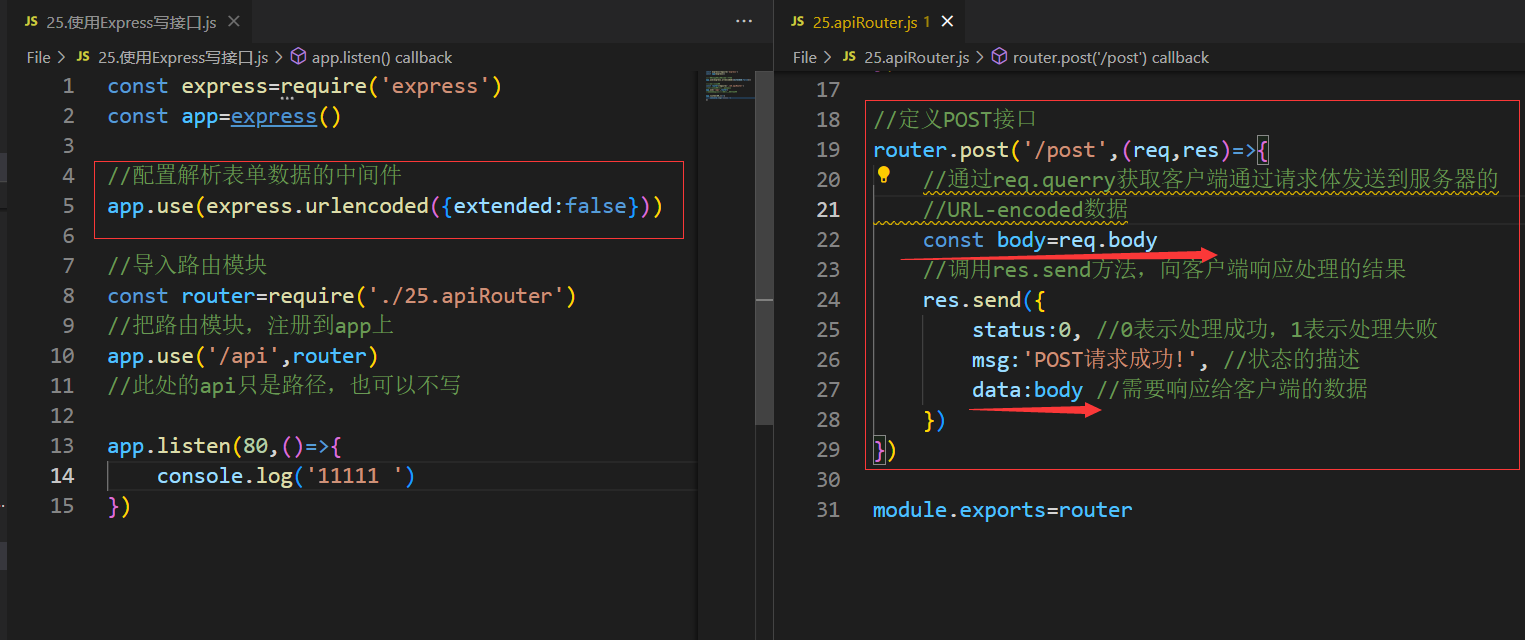 JS 25.使用Express写接口.js
File > JS 25.使用Express写接口.js > app.listen() callback
1 const express=require('express')
2 const app=express()
3
4 //配置解析表单数据的中间件
5 app.use(express.urlencoded({extended:false}))
6
7 //导入路由模块
8 const router=require('./25.apiRouter')
9 //把路由模块，注册到app上
10 app.use('/api',router)
11 //此处的api只是路径，也可以不写
12
13 app.listen(80,()=>{
14 console.log('11111 ')
15 })
JS 25.apiRouter.js 1
File > JS 25.apiRouter.js > router.post('/post') callback
17
18 //定义POST接口
19 router.post('/post',(req,res)=>{
20 //通过req.querry获取客户端通过请求体发送到服务器的
21 //URL-encoded数据
22 const body=req.body
23 //调用res.send方法，向客户端响应处理的结果
24 res.send({
25 status:0, //0表示处理成功，1表示处理失败
26 msg:'POST请求成功!', //状态的描述
27 data:body //需要响应给客户端的数据
28 })
29 })
30
31 module.exports=router